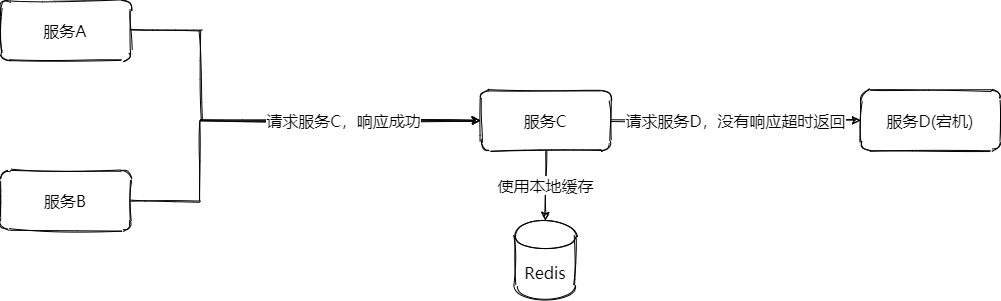 服务A
请求服务C，响应成功
服务C
请求服务D，没有响应超时返回
服务D(宕机)
使用本地缓存
服务B
Redis